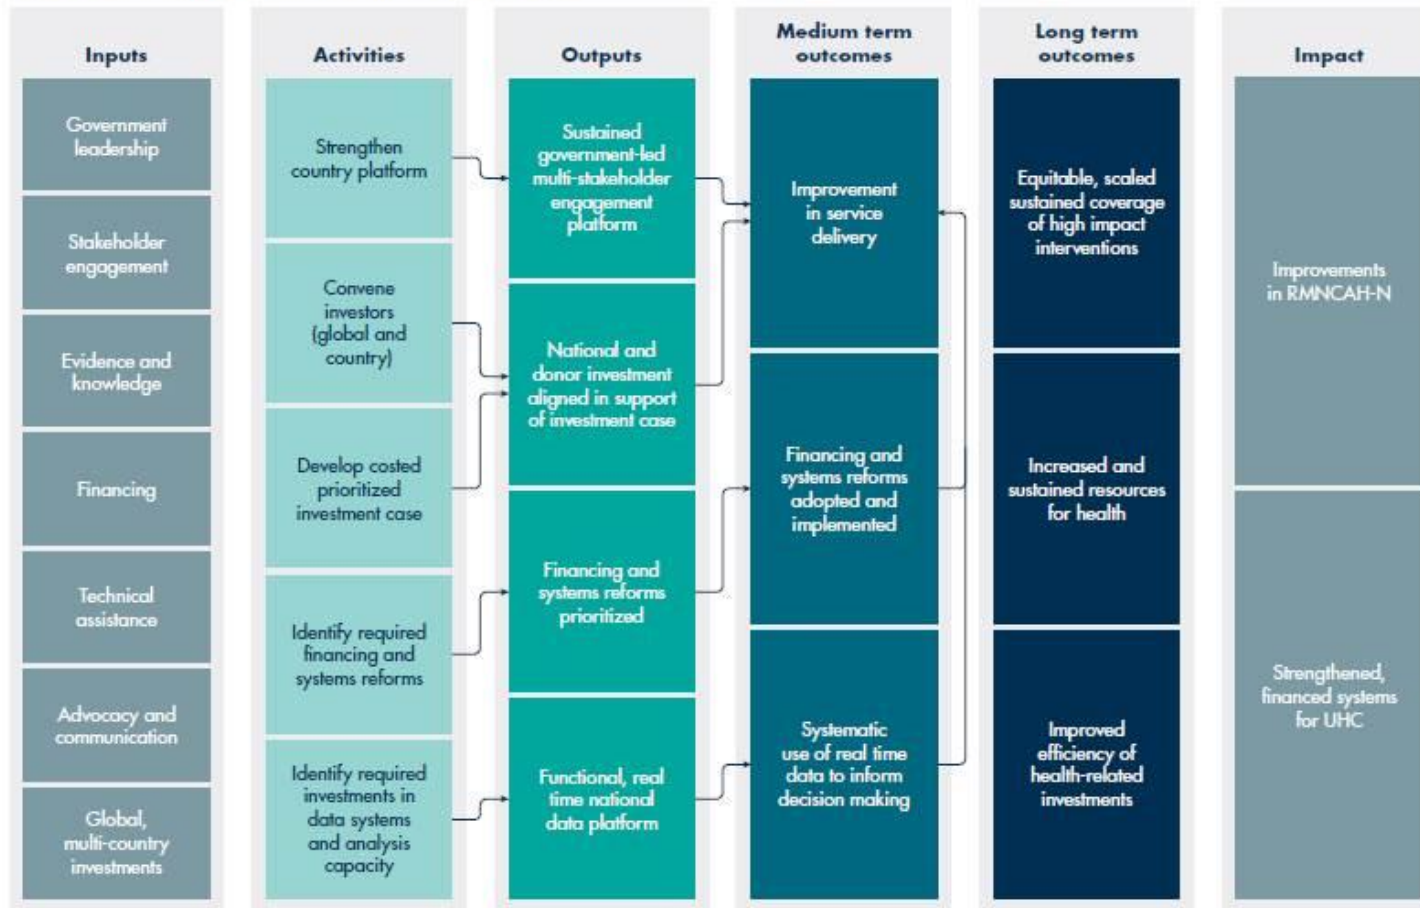 Inputs
Government
leadership
Stakeholder
engagement
Evidence and
knowledge
Financing
Technical
assistance
Advocacy and
communication
Global,
multi-country
investments
Activities
Strengthen
country platform
Convene
investors
(global and
country)
Develop costed
prioritized
investment case
Identify required
financing and
systems reforms
Identify required
investments in
data systems
and analysis
capacity
Outputs
Sustained
government-led
multi-stakeholder
engagement
platform
National and
donor investment
aligned in support
of investment case
Financing and
systems reforms
prioritized
Functional, real
time national
data platform
Medium term
outcomes
Improvement
in service
delivery
Financing and
systems reforms
adopted and
implemented
Systematic
use of real time
data to inform
decision making
Long term
outcomes
Equitable, scaled
sustained coverage
of high impact
interventions
Increased and
sustained resources
for health
Improved
efficiency of
health-related
investments
Impact
Improvements
in RMNCAH-N
Strengthened,
financed systems
for UHC